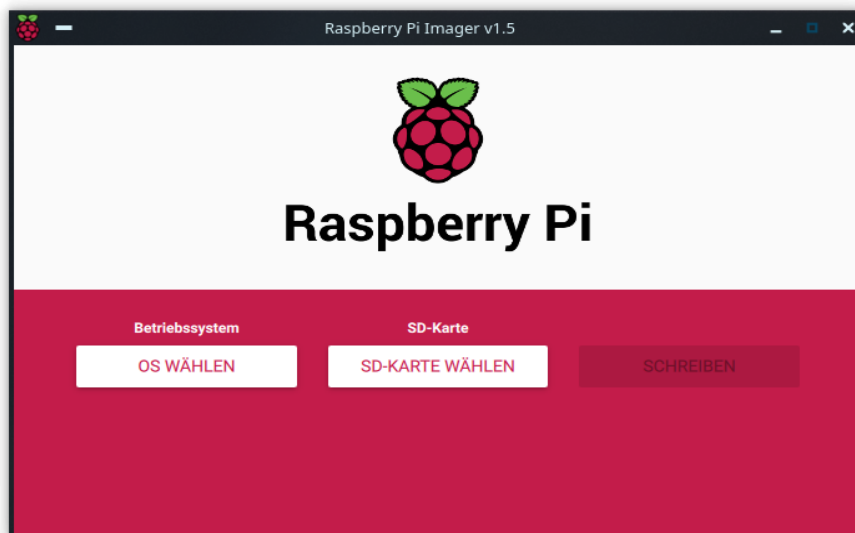 Raspberry Pi Imager v1.5
Raspberry Pi
Betriebssystem
SD-Karte
OS WÄHLEN
SD-KARTE WÄHLEN
SCHREIBEN